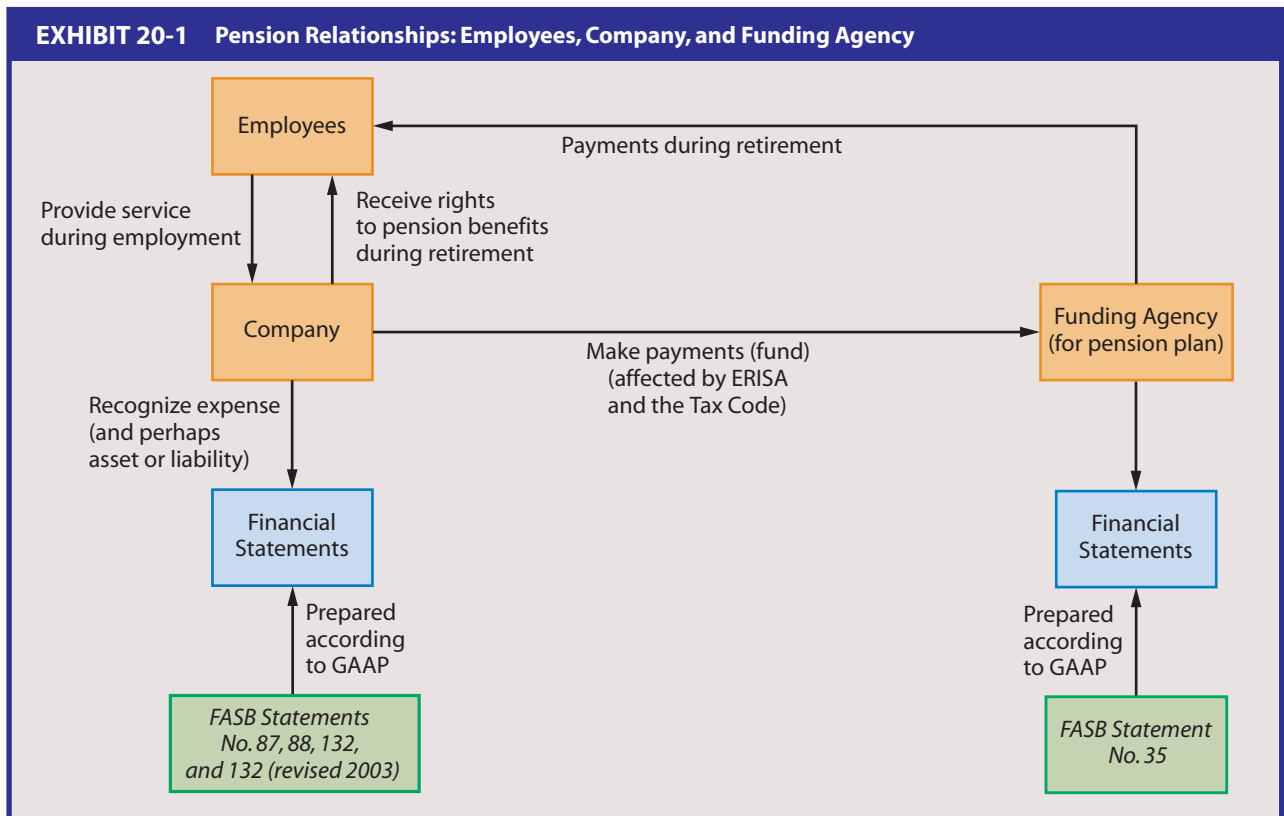 EXHIBIT 20-1 Pension Relationships: Employees, Company, and Funding Agency
Employees
Payments during retirement
Provide service
during employment
Receive rights
to pension benefits
during retirement
Company
Make payments (fund)
(affected by ERISA
and the Tax Code)
Funding Agency
(for pension plan)
Recognize expense
(and perhaps
asset or liability)
Financial
Statements
Financial
Statements
Prepared
according
to GAAP
Prepared
according
to GAAP
FASB Statements
No. 87, 88, 132,
and 132 (revised 2003)
FASB Statement
No. 35